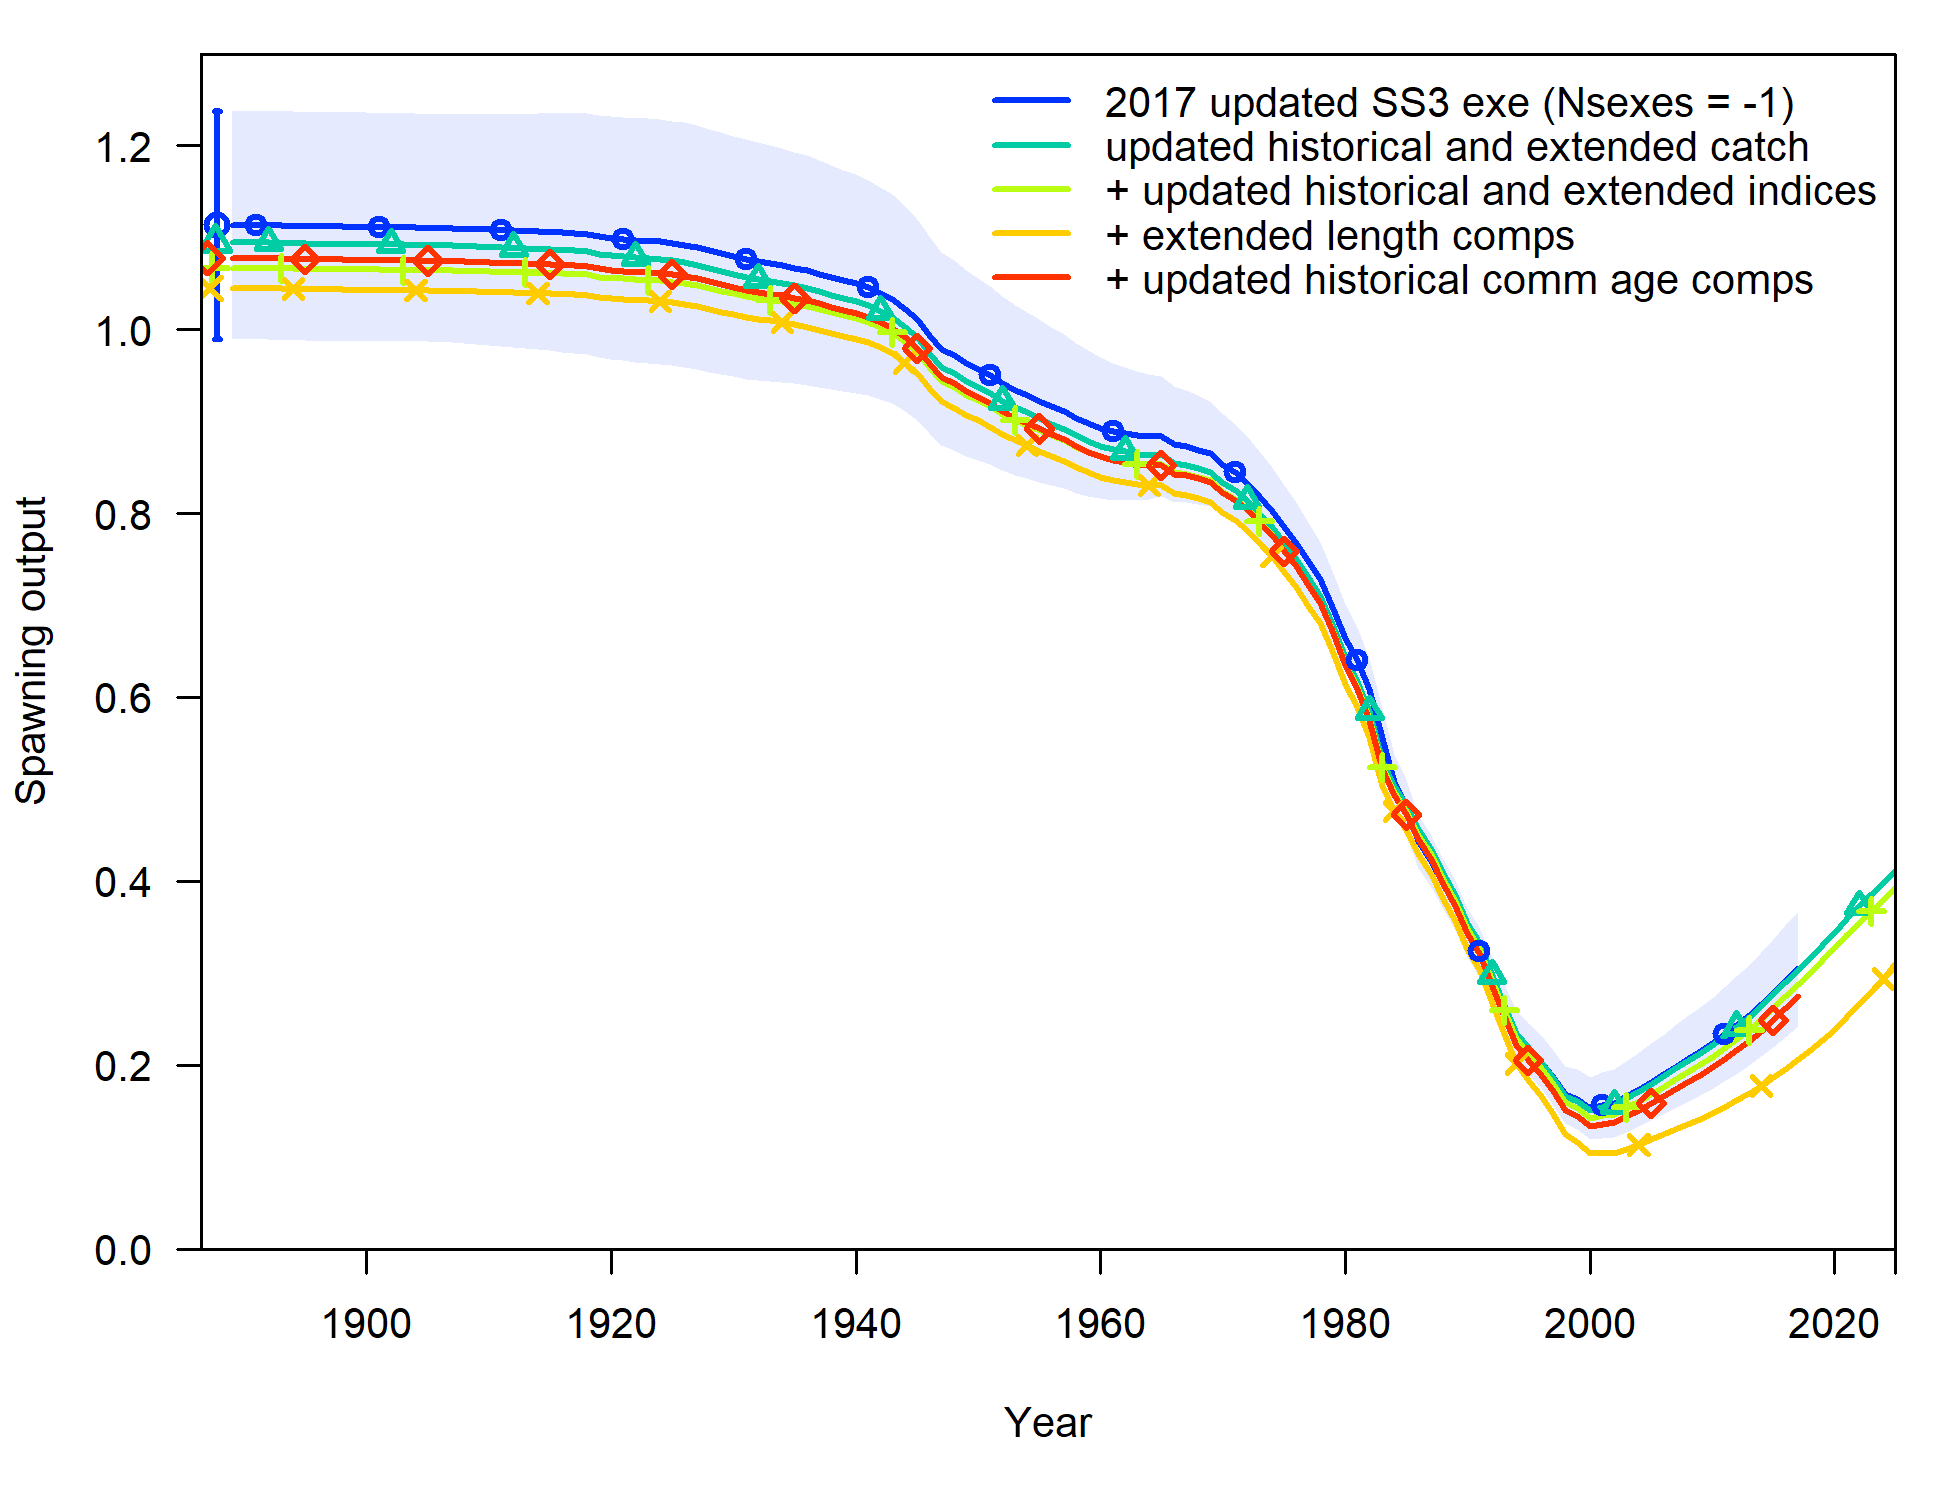 2017 updated SS3 exe (Nsexes = -1)
updated historical and extended catch
+ updated historical and extended indices
+ extended length comps
+ updated historical comm age comps
Spawning output
1.2
1.0
0.8
0.6
0.4
0.2
0.0
1900 1920 1940 1960 1980 2000 2020
Year